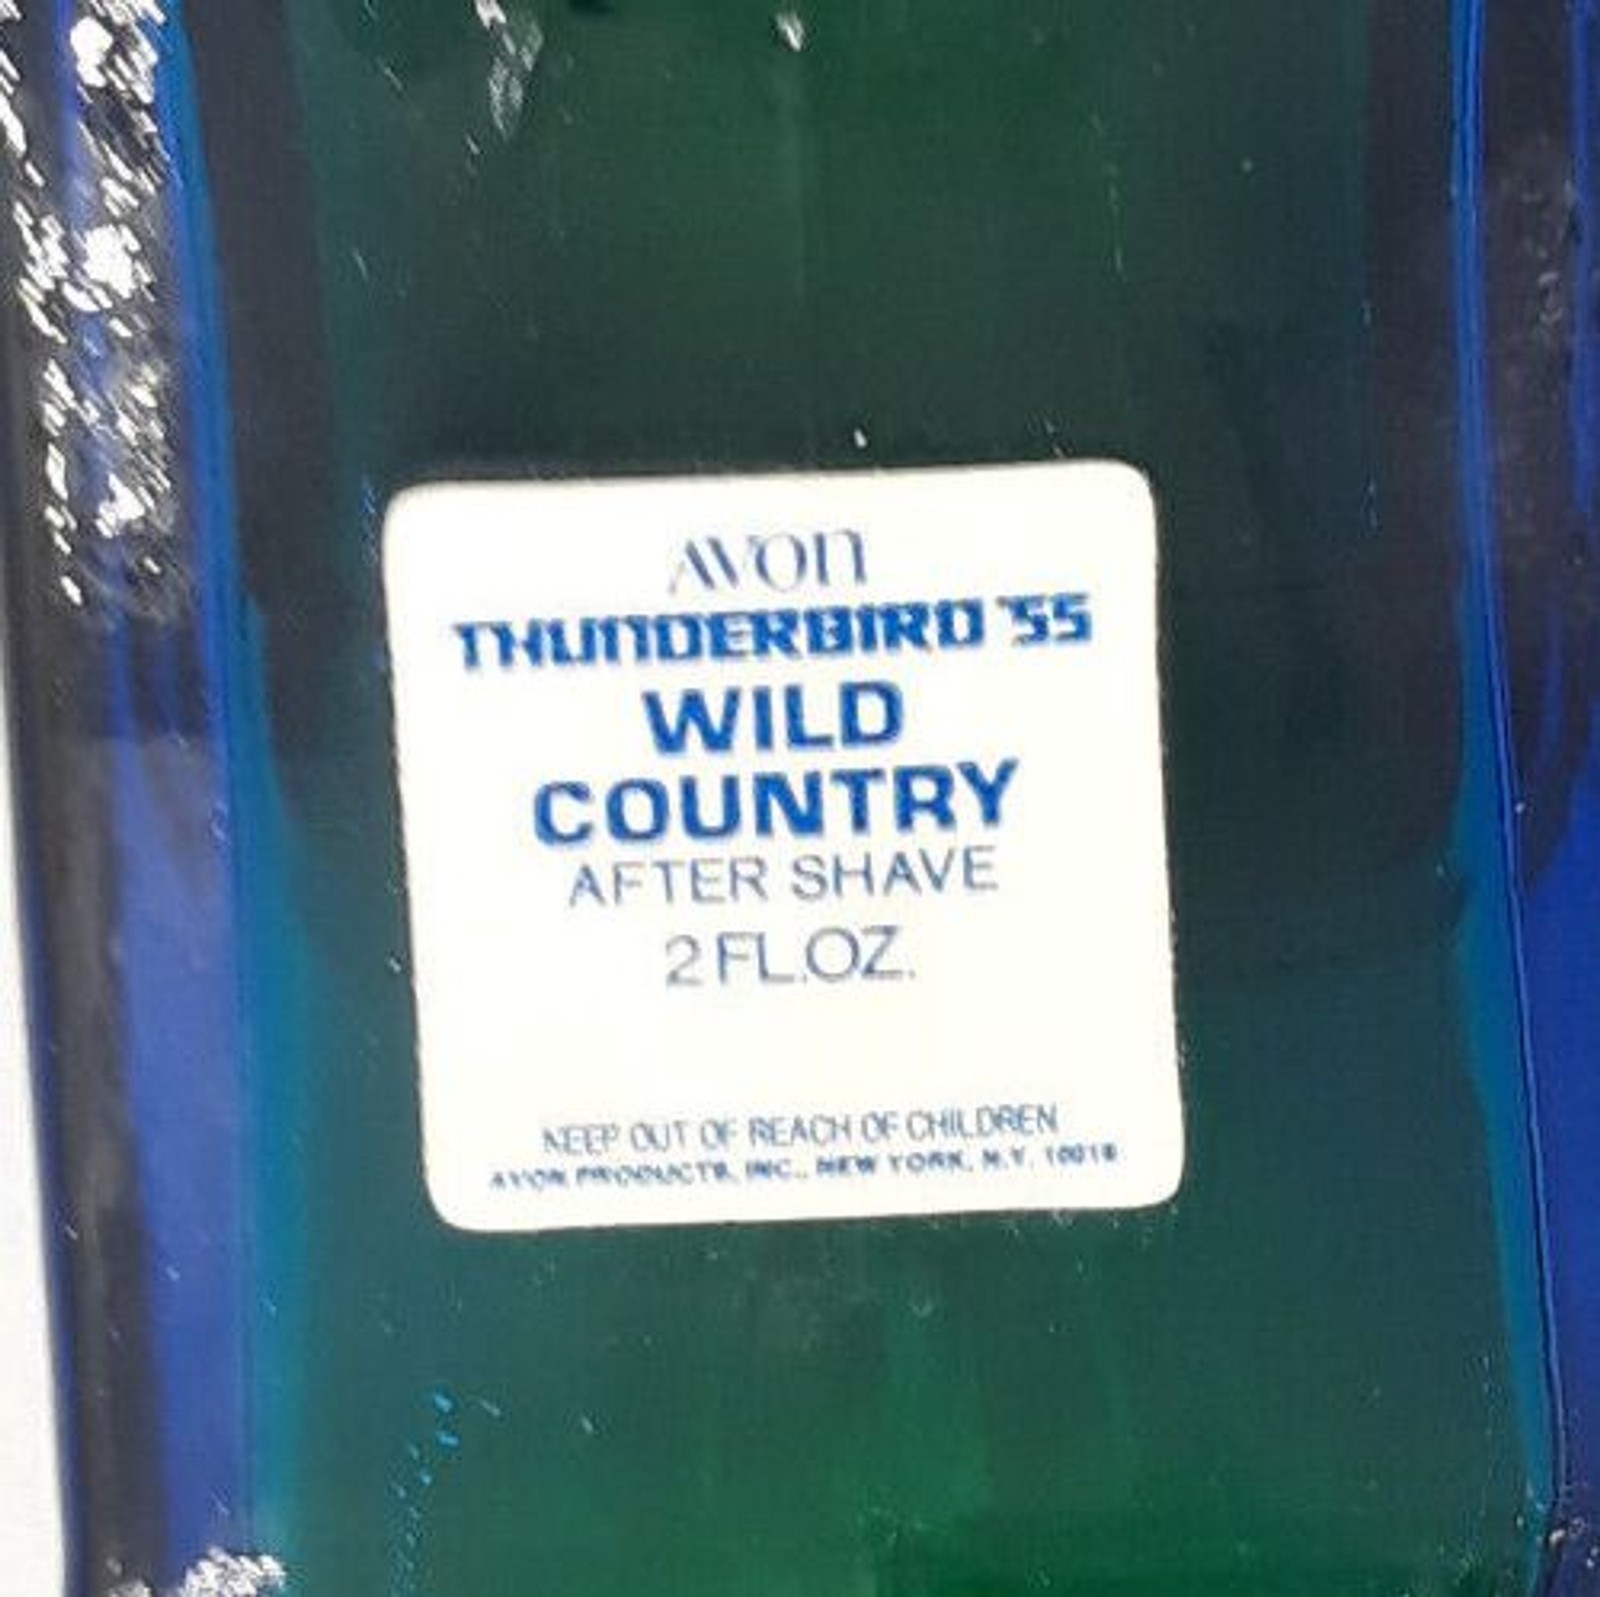 AVON
THUNDERBIRD '55
WILD
COUNTRY
AFTER SHAVE
2 FL.OZ.
KEEP OUT OF REACH OF CHILDREN
AVON PRODUCTS, INC., NEW YORK, N.Y. 10019